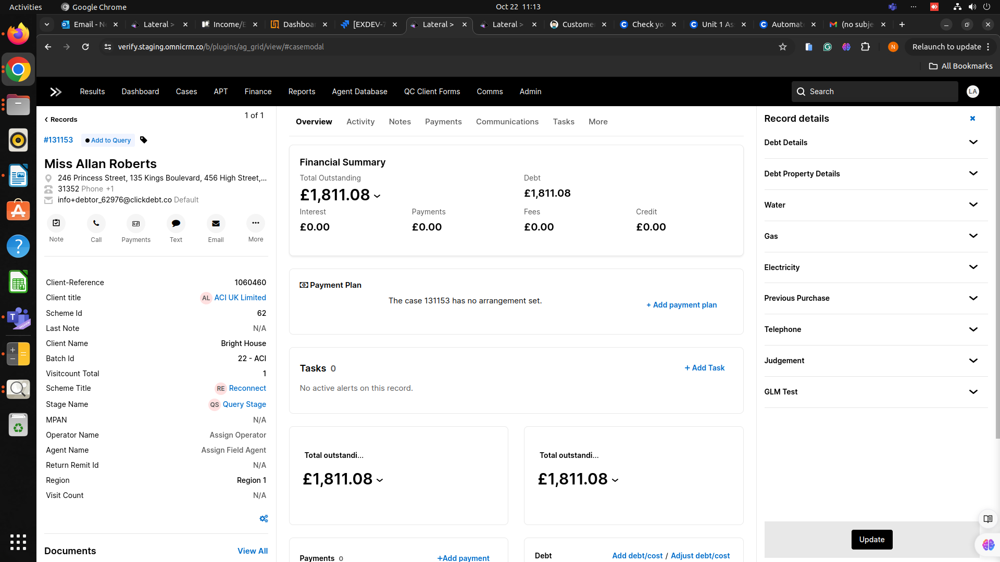 Activities
Google Chrome
Oct 22 11:13
Email - N
Lateral >
Income/E
Dashboar
[EXDEV-7
Lateral >
Lateral >
Custome
Check yo
Unit 1 As
Automat
(no subje
verify.staging.omnicrm.co/b/plugins/ag_grid/view/#casemodal
N
Relaunch to update
All Bookmarks
Results
Dashboard
Cases
APT
Finance
Reports
Agent Database
QC Client Forms
Comms
Admin
Search
LA
Records
1 of 1
#131153
Add to Query
Miss Allan Roberts
246 Princess Street, 135 Kings Boulevard, 456 High Street,...
31352 Phone +1
info+debtor_62976@clickdebt.co Default
Note
Call
Payments
Text
Email
More
Client-Reference 1060460
Client title AL ACI UK Limited
Scheme Id 62
Last Note N/A
Client Name Bright House
Batch Id 22 - ACI
Visitcount Total 1
Scheme Title RE Reconnect
Stage Name QS Query Stage
MPAN N/A
Operator Name Assign Operator
Agent Name Assign Field Agent
Return Remit Id N/A
Region Region 1
Visit Count N/A
Documents View All
Overview
Activity
Notes
Payments
Communications
Tasks
More
Financial Summary
Total Outstanding
£1,811.08
Debt
£1,811.08
Interest
£0.00
Payments
£0.00
Fees
£0.00
Credit
£0.00
Payment Plan
The case 131153 has no arrangement set.
+ Add payment plan
Tasks 0
+ Add Task
No active alerts on this record.
Total outstandi...
£1,811.08
Total outstandi...
£1,811.08
Payments 0
+Add payment
Debt
Add debt/cost / Adjust debt/cost
Record details
Debt Details
Debt Property Details
Water
Gas
Electricity
Previous Purchase
Telephone
Judgement
GLM Test
Update